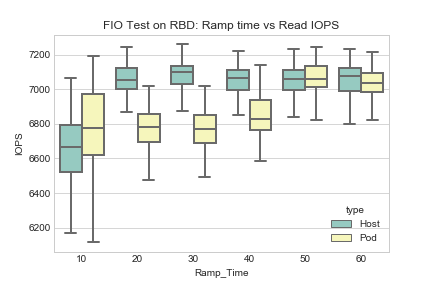 FIO Test on RBD: Ramp time vs Read IOPS
7200
7000
6800
6600
6400
6200
IOPS
type
Host
Pod
10 20 30 40 50 60
Ramp_Time